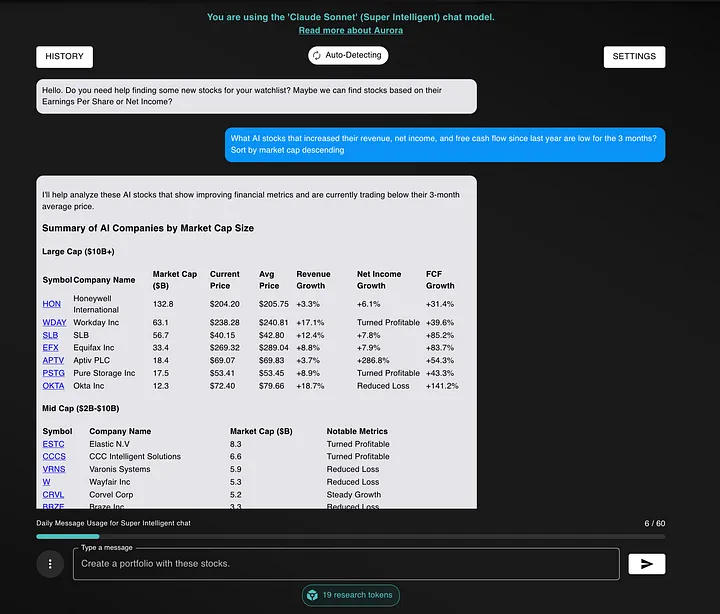 You are using the 'Claude Sonnet' (Super Intelligent) chat model.
Read more about Aurora
HISTORY
Auto-Detecting
SETTINGS
Hello. Do you need help finding some new stocks for your watchlist? Maybe we can find stocks based on their
Earnings Per Share or Net Income?
What AI stocks that increased their revenue, net income, and free cash flow since last year are low for the 3 months?
Sort by market cap descending
I'll help analyze these AI stocks that show improving financial metrics and are currently trading below their 3-month
average price.
Summary of AI Companies by Market Cap Size
Large Cap ($10B+)
Symbol Company Name Market Cap ($B) Current Price Avg Price Revenue Growth Net Income Growth FCF Growth
HON Honeywell International 132.8 $204.20 $205.75 +3.3% +6.1% +31.4%
WDAY Workday Inc 63.1 $238.28 $240.81 +17.1% Turned Profitable +39.6%
SLB SLB 56.7 $40.15 $42.80 +12.4% +7.8% +85.2%
EFX Equifax Inc 33.4 $269.32 $289.04 +8.8% +7.9% +83.7%
APTV Aptiv PLC 18.4 $69.07 $69.83 +3.7% +286.8% +54.3%
PSTG Pure Storage Inc 17.5 $53.41 $53.45 +8.9% Turned Profitable +43.3%
OKTA Okta Inc 12.3 $72.40 $79.66 +18.7% Reduced Loss +141.2%
Mid Cap ($2B-$10B)
Symbol Company Name Market Cap ($B) Notable Metrics
ESTC Elastic N.V 8.3 Turned Profitable
CCCS CCC Intelligent Solutions 6.6 Turned Profitable
VRNS Varonis Systems 5.9 Reduced Loss
W Wayfair Inc 5.3 Reduced Loss
CRVL Corvel Corp 5.2 Steady Growth
BRZE Braze Inc 3.3 Reduced Loss
Daily Message Usage for Super Intelligent chat
6 / 60
Type a message
Create a portfolio with these stocks.
19 research tokens